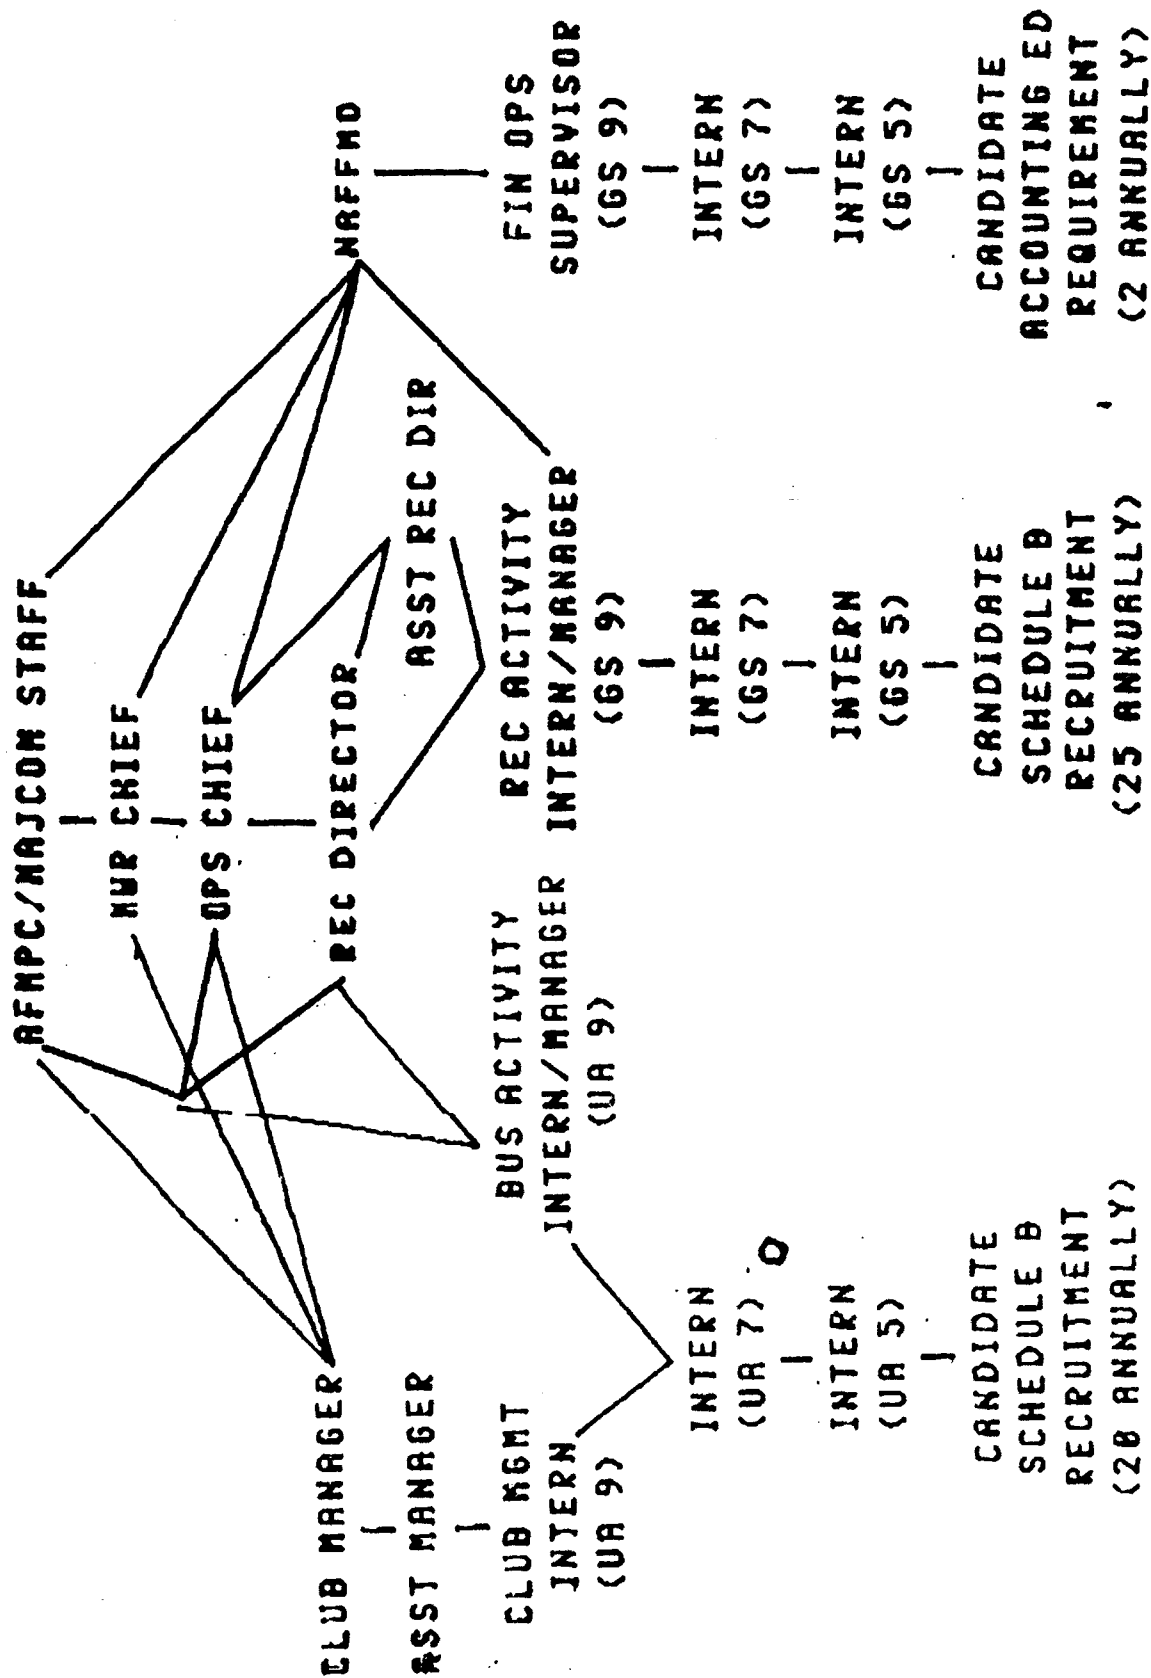 AFMPC/MAJCOM STAFF
MWR CHIEF
OPS CHIEF
CLUB MANAGER
REC DIRECTOR
NAFFMO
ASST MANAGER
ASST REC DIR
CLUB MGMT
INTERN
(UA 9)
BUS ACTIVITY
INTERN/MANAGER
(UA 9)
REC ACTIVITY
INTERN/MANAGER
(GS 9)
FIN OPS
SUPERVISOR
(GS 9)
INTERN
(UA 7)
INTERN
(GS 7)
INTERN
(GS 7)
INTERN
(UA 5)
INTERN
(GS 5)
INTERN
(GS 5)
CANDIDATE
SCHEDULE B
RECRUITMENT
(20 ANNUALLY)
CANDIDATE
SCHEDULE B
RECRUITMENT
(25 ANNUALLY)
CANDIDATE
ACCOUNTING ED
REQUIREMENT
(2 ANNUALLY)